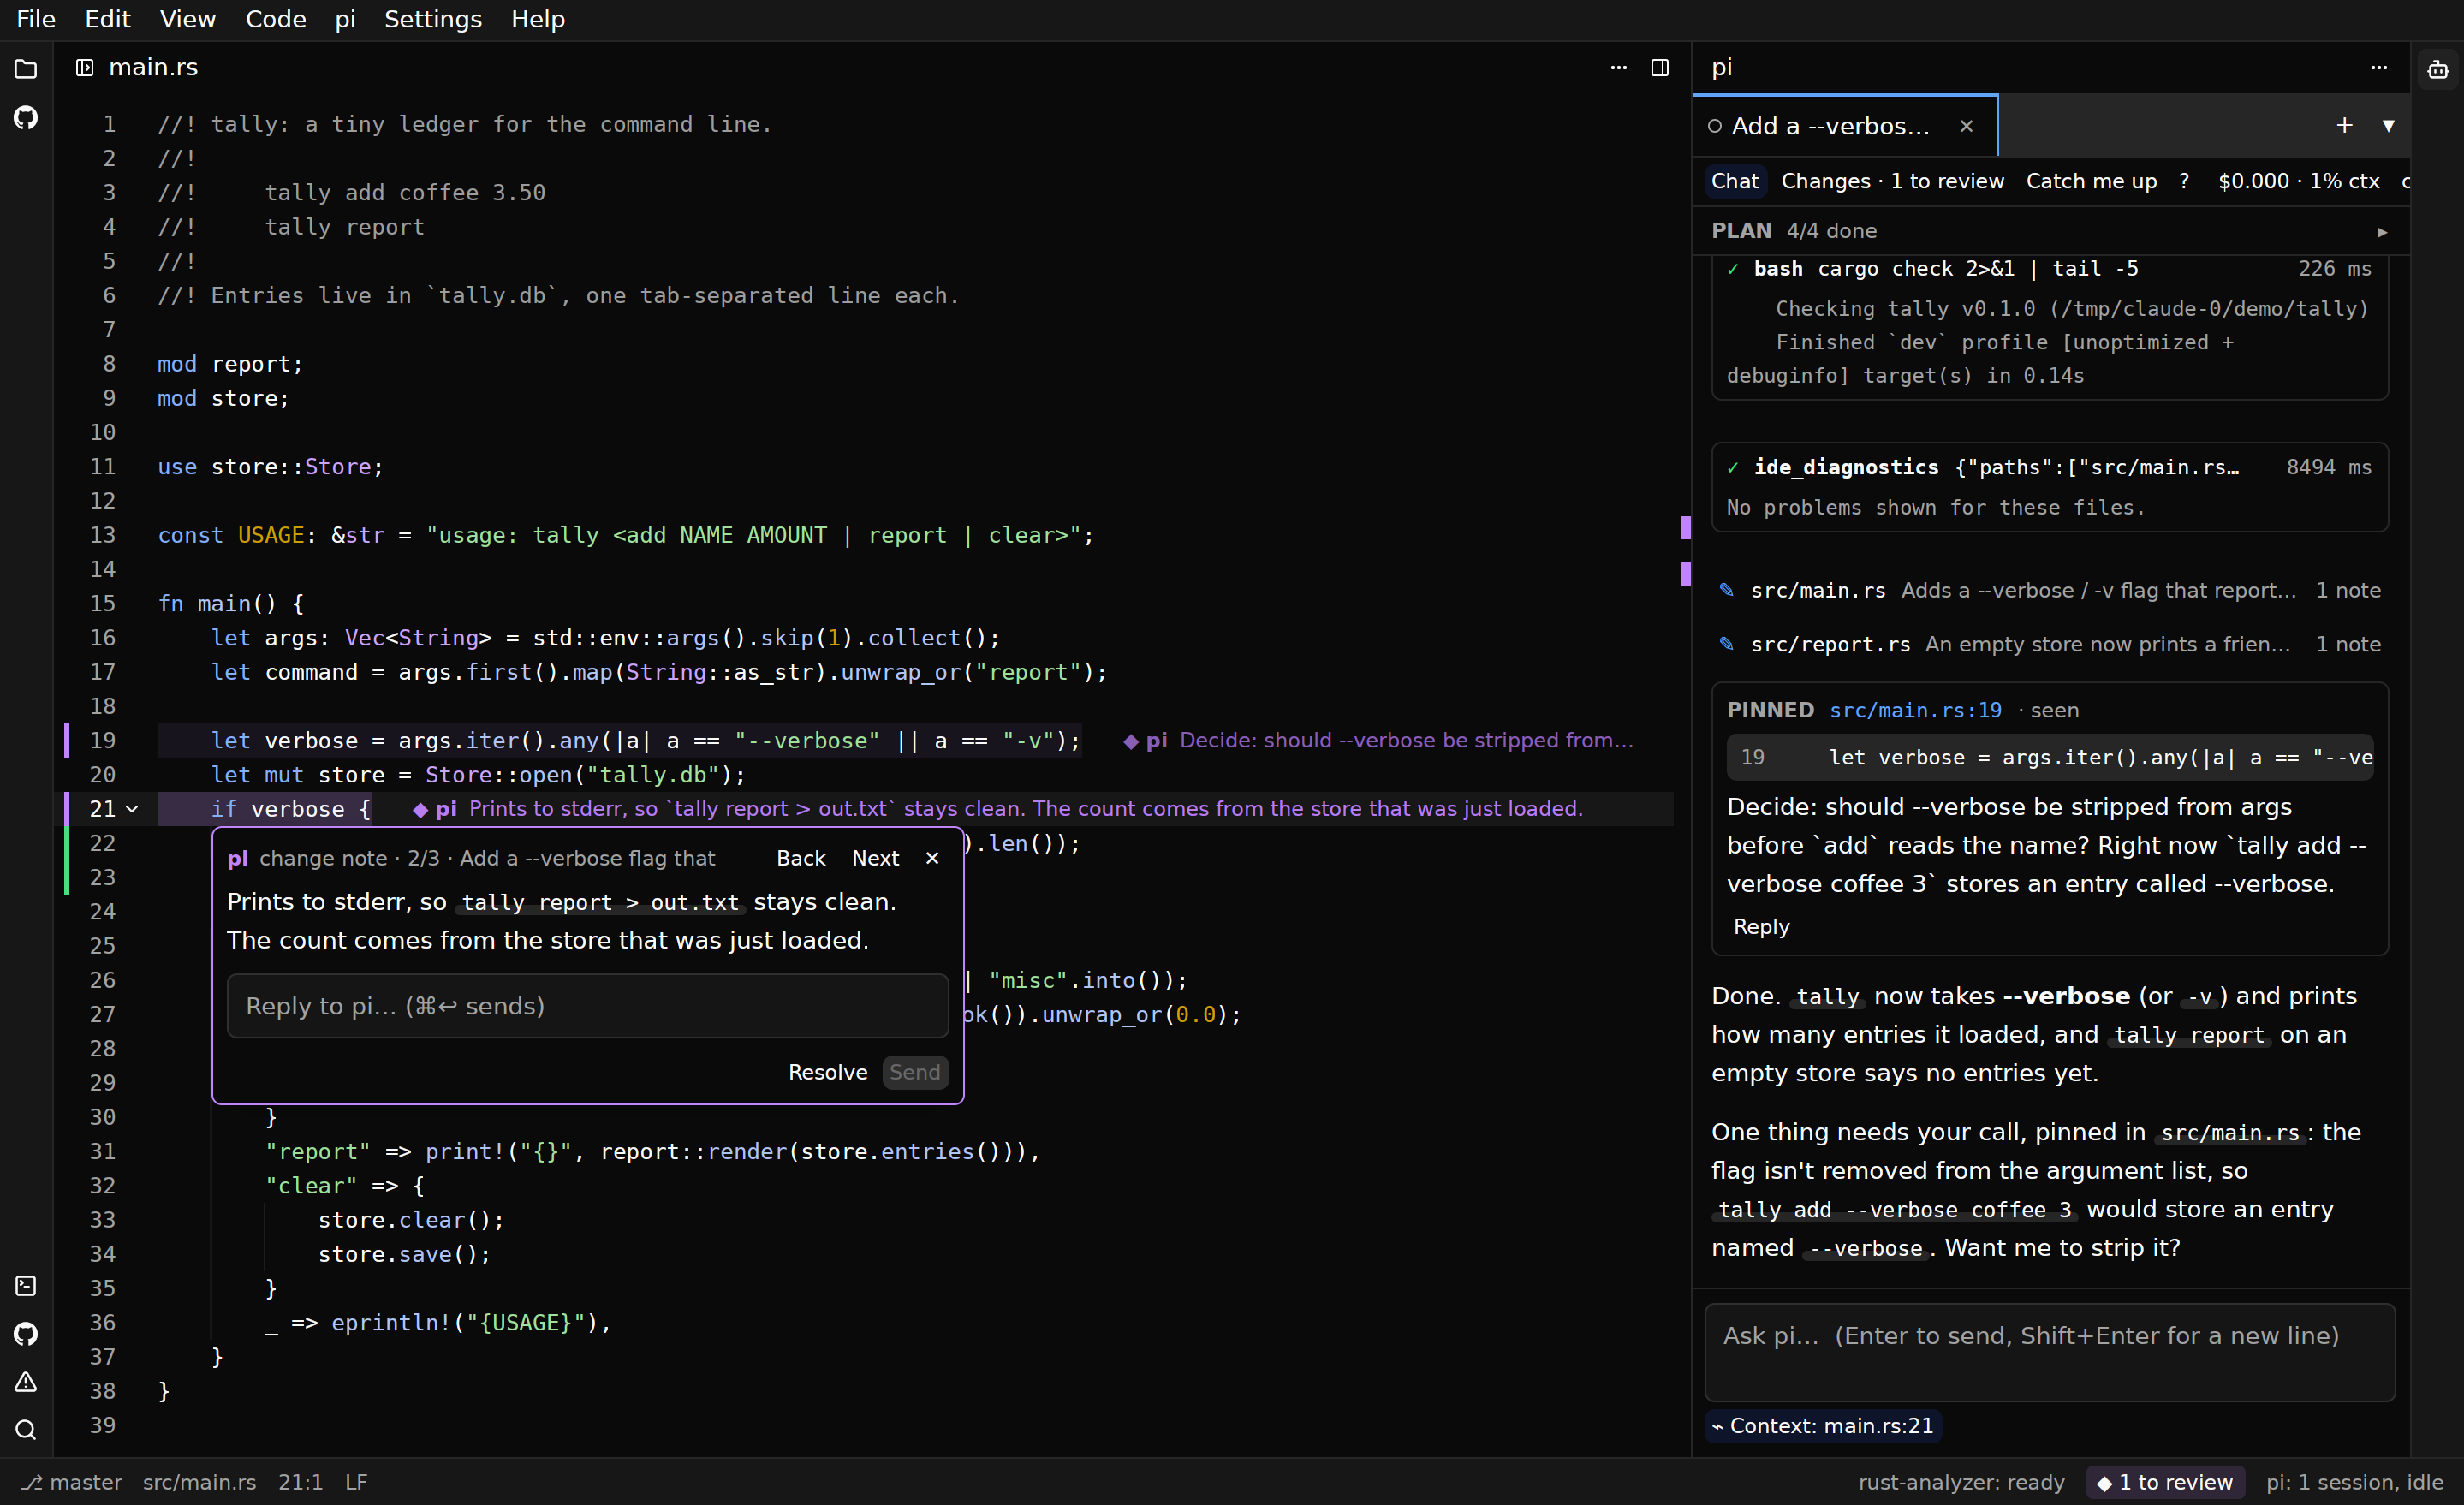 File Edit View Code pi Settings Help
main.rs
1 //! tally: a tiny ledger for the command line.
2 //!
3 //!     tally add coffee 3.50
4 //!     tally report
5 //!
6 //! Entries live in `tally.db`, one tab-separated line each.
7
8 mod report;
9 mod store;
10
11 use store::Store;
12
13 const USAGE: &str = "usage: tally <add NAME AMOUNT | report | clear>";
14
15 fn main() {
16     let args: Vec<String> = std::env::args().skip(1).collect();
17     let command = args.first().map(String::as_str).unwrap_or("report");
18
19     let verbose = args.iter().any(|a| a == "--verbose" || a == "-v"); ◆ pi Decide: should --verbose be stripped from…
20     let mut store = Store::open("tally.db");
21     if verbose { ◆ pi Prints to stderr, so `tally report > out.txt` stays clean. The count comes from the store that was just loaded.
22 ).len());
23
24
25
26 | "misc".into());
27 ok()).unwrap_or(0.0);
28
29
30         }
31         "report" => print!("{}", report::render(store.entries())),
32         "clear" => {
33             store.clear();
34             store.save();
35         }
36         _ => eprintln!("{USAGE}"),
37     }
38 }
39
pi change note · 2/3 · Add a --verbose flag that Back Next ✕
Prints to stderr, so tally report > out.txt stays clean.
The count comes from the store that was just loaded.
Reply to pi… (⌘↩ sends)
Resolve Send
pi
Add a --verbos… ✕ + ▾
Chat Changes · 1 to review Catch me up ? $0.000 · 1% ctx
PLAN 4/4 done ▸
✓ bash cargo check 2>&1 | tail -5 226 ms
Checking tally v0.1.0 (/tmp/claude-0/demo/tally)
Finished `dev` profile [unoptimized +
debuginfo] target(s) in 0.14s
✓ ide_diagnostics {"paths":["src/main.rs… 8494 ms
No problems shown for these files.
✎ src/main.rs Adds a --verbose / -v flag that report… 1 note
✎ src/report.rs An empty store now prints a frien… 1 note
PINNED src/main.rs:19 · seen
19     let verbose = args.iter().any(|a| a == "--ve
Decide: should --verbose be stripped from args
before `add` reads the name? Right now `tally add --
verbose coffee 3` stores an entry called --verbose.
Reply
Done. tally now takes --verbose (or -v) and prints
how many entries it loaded, and tally report on an
empty store says no entries yet.
One thing needs your call, pinned in src/main.rs: the
flag isn't removed from the argument list, so
tally add --verbose coffee 3 would store an entry
named --verbose. Want me to strip it?
Ask pi… (Enter to send, Shift+Enter for a new line)
⌁ Context: main.rs:21
⎇ master src/main.rs 21:1 LF
rust-analyzer: ready ◆ 1 to review pi: 1 session, idle